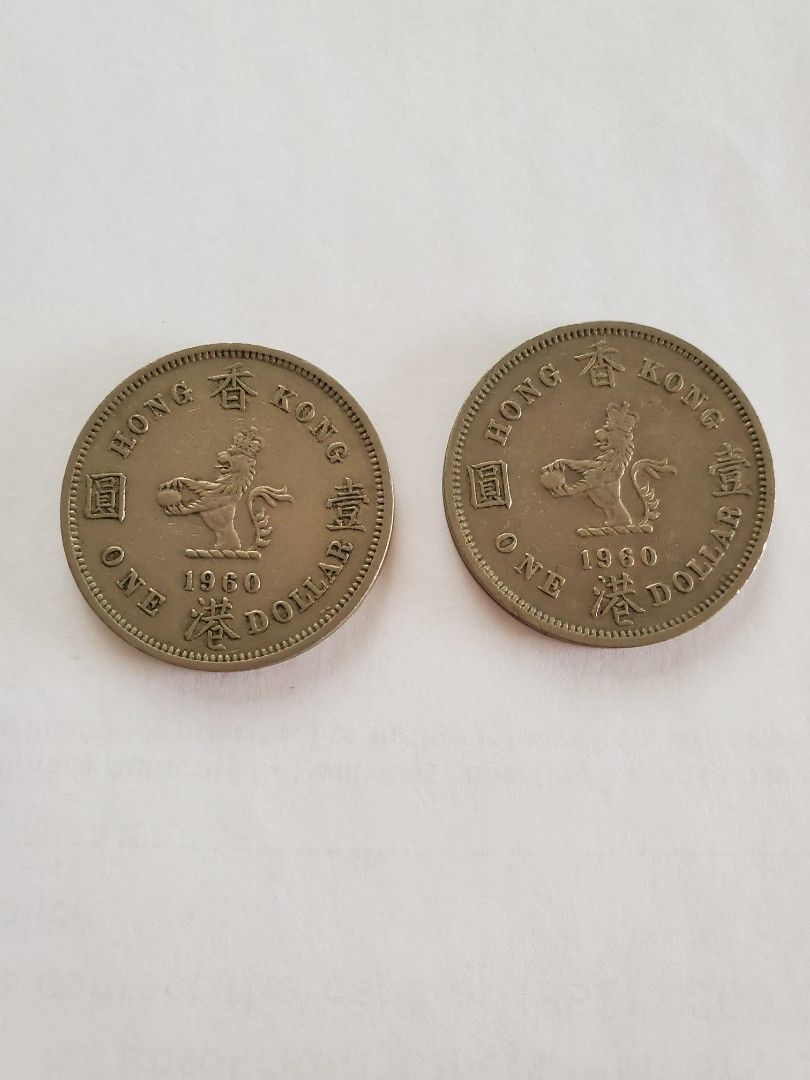 HONG 香 KONG
圓 壹
1960
ONE 港 DOLLAR
HONG 香 KONG
圓 壹
1960
ONE 港 DOLLAR